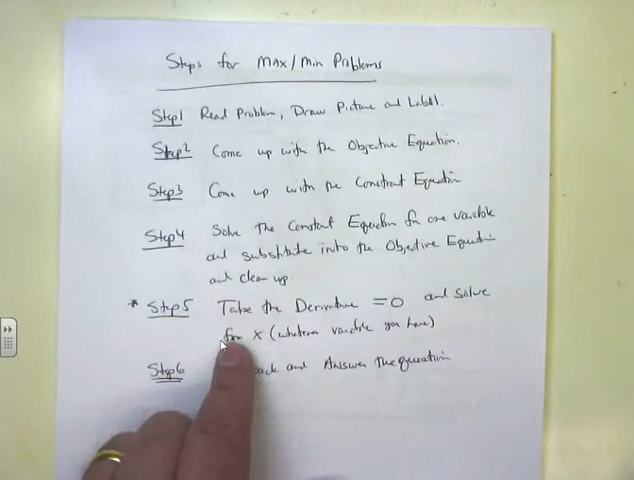 Steps for Max/Min Problems
Step1 Read Problem, Draw Picture and Label.
Step2 Come up with the Objective Equation.
Step3 Come up with the Constraint Equation
Step4 Solve The Constraint Equation for one variable
and substitute into the Objective Equation
and clean up.
* Step5 Take the Derivative =0 and solve
for x (whatever variable you have)
Step6 back and Answer The question